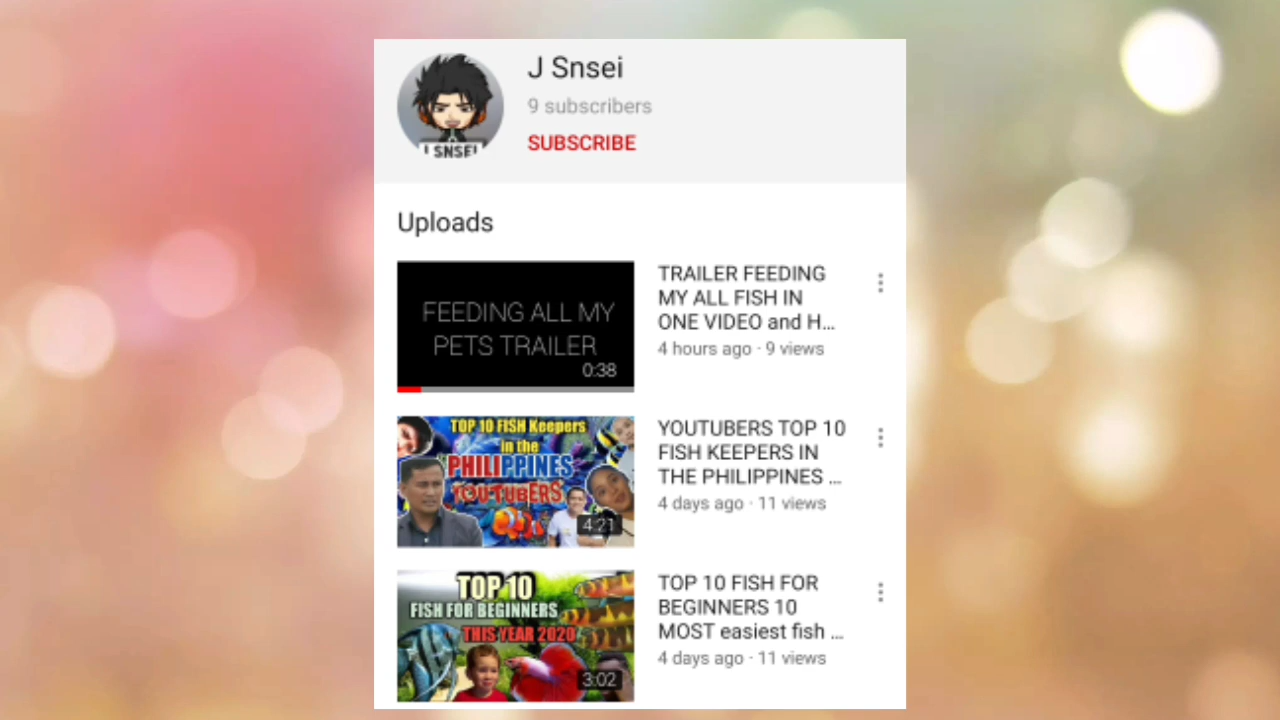 J Snsei
9 subscribers
SUBSCRIBE
J SNSEI
Uploads
FEEDING ALL MY
PETS TRAILER
0:38
TRAILER FEEDING
MY ALL FISH IN
ONE VIDEO and H...
4 hours ago · 9 views
TOP 10 FISH Keepers
in the
PHILIPPINES
YOUTUBERS
4:21
YOUTUBERS TOP 10
FISH KEEPERS IN
THE PHILIPPINES ...
4 days ago · 11 views
TOP 10
FISH FOR BEGINNERS
THIS YEAR 2020
3:02
TOP 10 FISH FOR
BEGINNERS 10
MOST easiest fish ...
4 days ago · 11 views